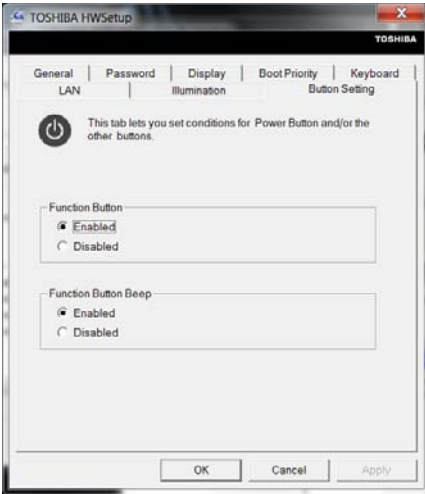 TOSHIBA HWSetup
TOSHIBA
General Password Display Boot Priority Keyboard
LAN Illumination Button Setting
This tab lets you set conditions for Power Button and/or the
other buttons.
Function Button
Enabled
Disabled
Function Button Beep
Enabled
Disabled
OK Cancel Apply